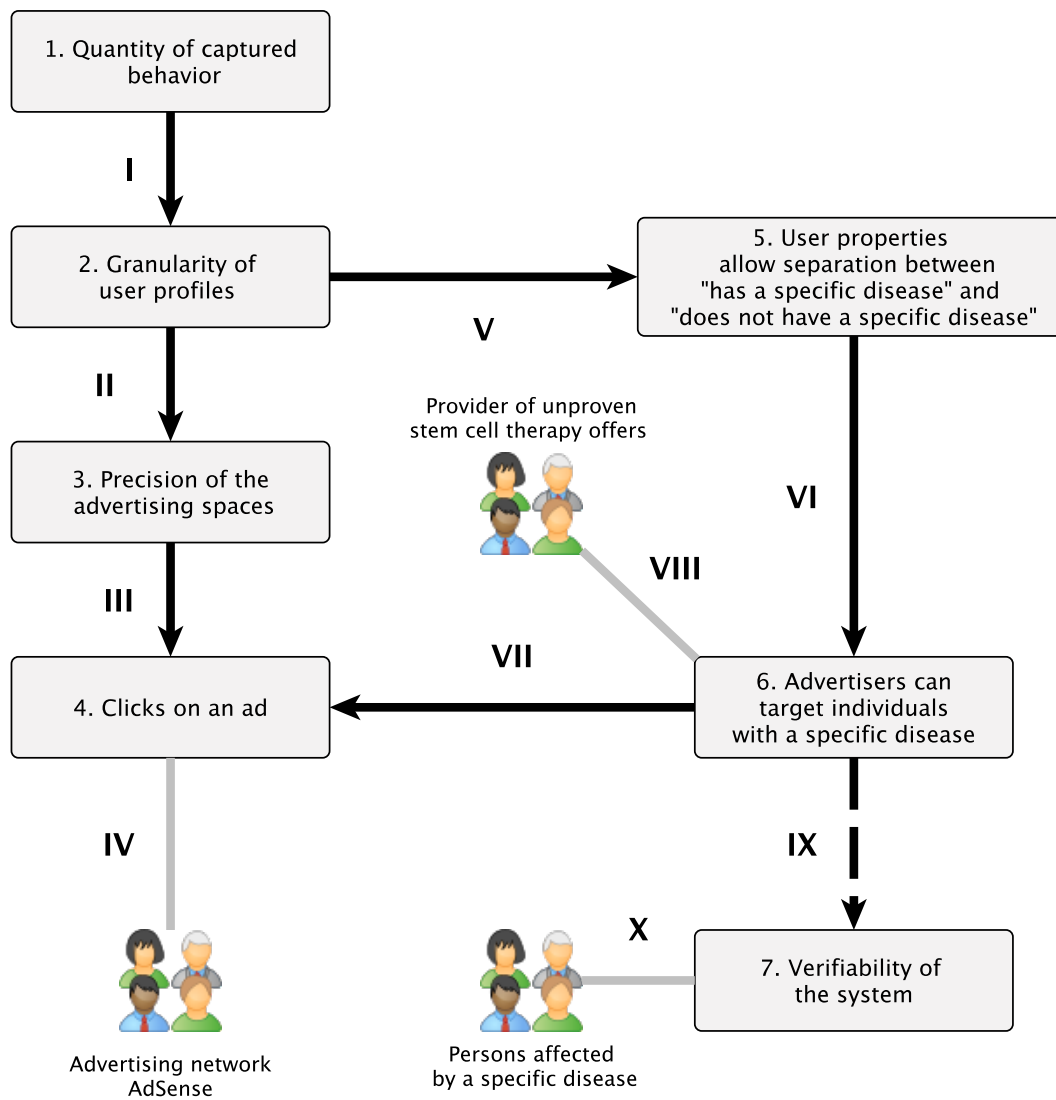 1. Quantity of captured
behavior
I
2. Granularity of
user profiles
5. User properties
allow separation between
"has a specific disease" and
"does not have a specific disease"
V
II
Provider of unproven
stem cell therapy offers
3. Precision of the
advertising spaces
VI
VIII
III
VII
4. Clicks on an ad
6. Advertisers can
target individuals
with a specific disease
IV
IX
X
7. Verifiability of
the system
Advertising network
AdSense
Persons affected
by a specific disease